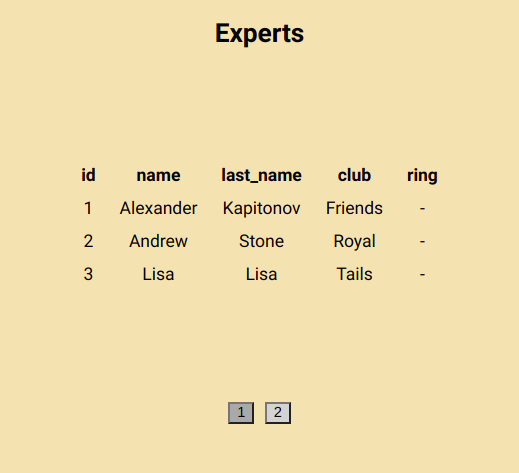 Experts
id name last_name club ring
1 Alexander Kapitonov Friends -
2 Andrew Stone Royal -
3 Lisa Lisa Tails -
1 2